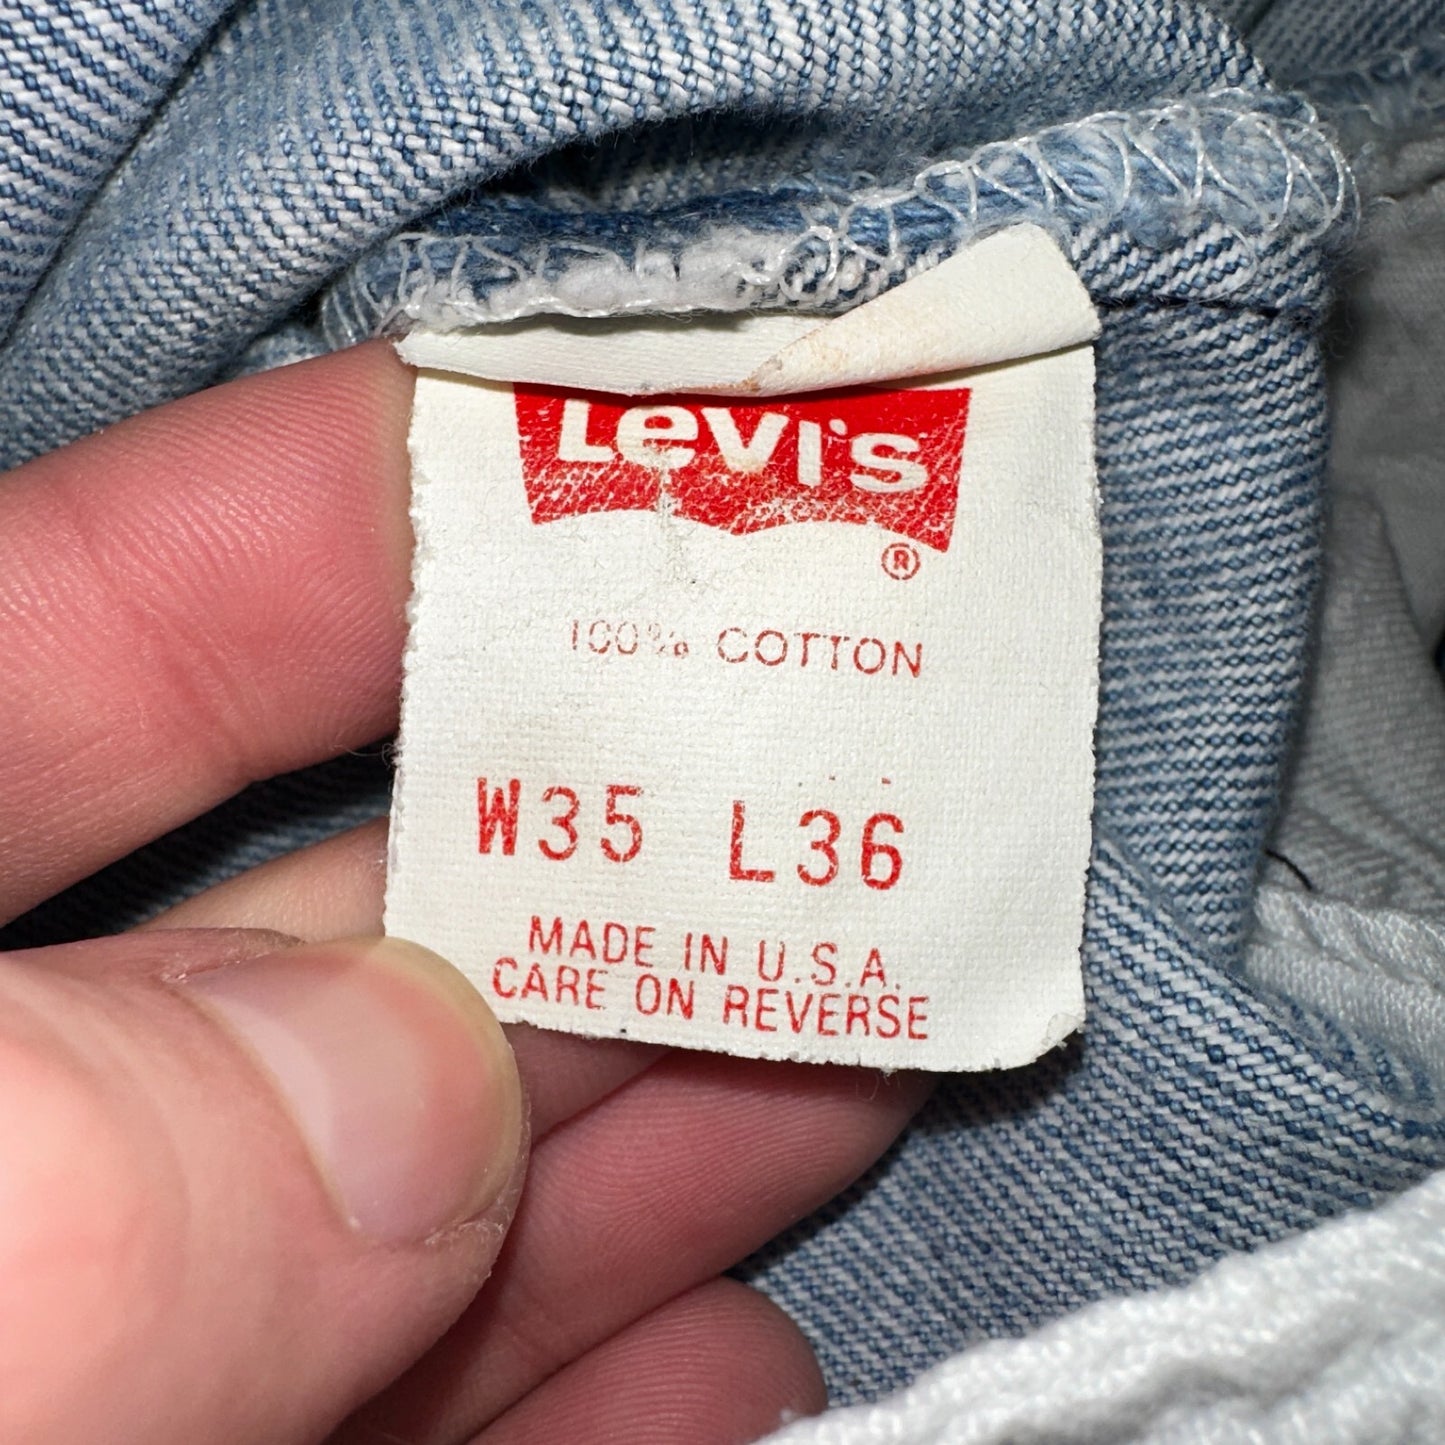 Levi's
®
100% COTTON
W35 L36
MADE IN U.S.A.
CARE ON REVERSE